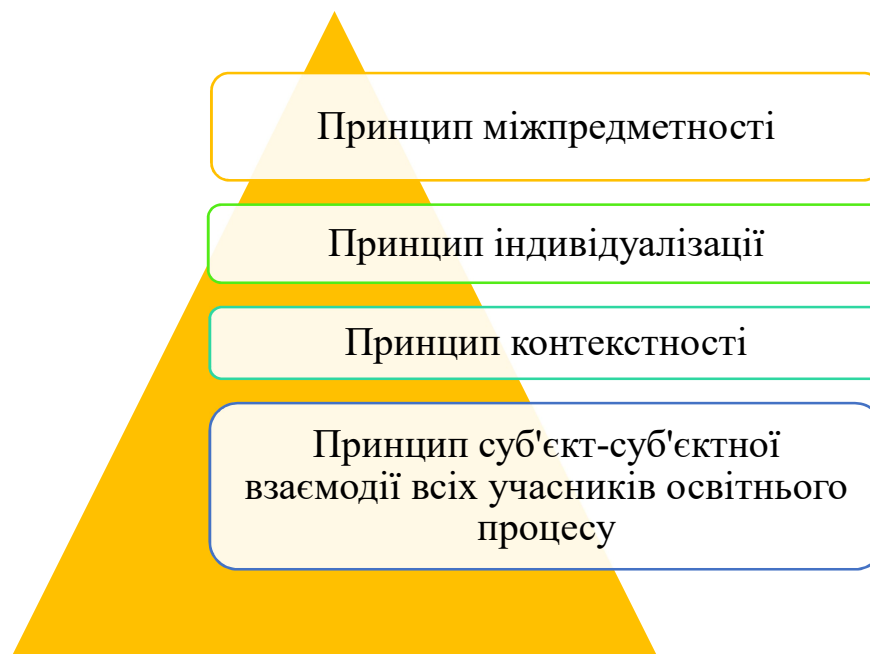 Принцип міжпредметності
Принцип індивідуалізації
Принцип контекстності
Принцип суб'єкт-суб'єктної
взаємодії всіх учасників освітнього
процесу